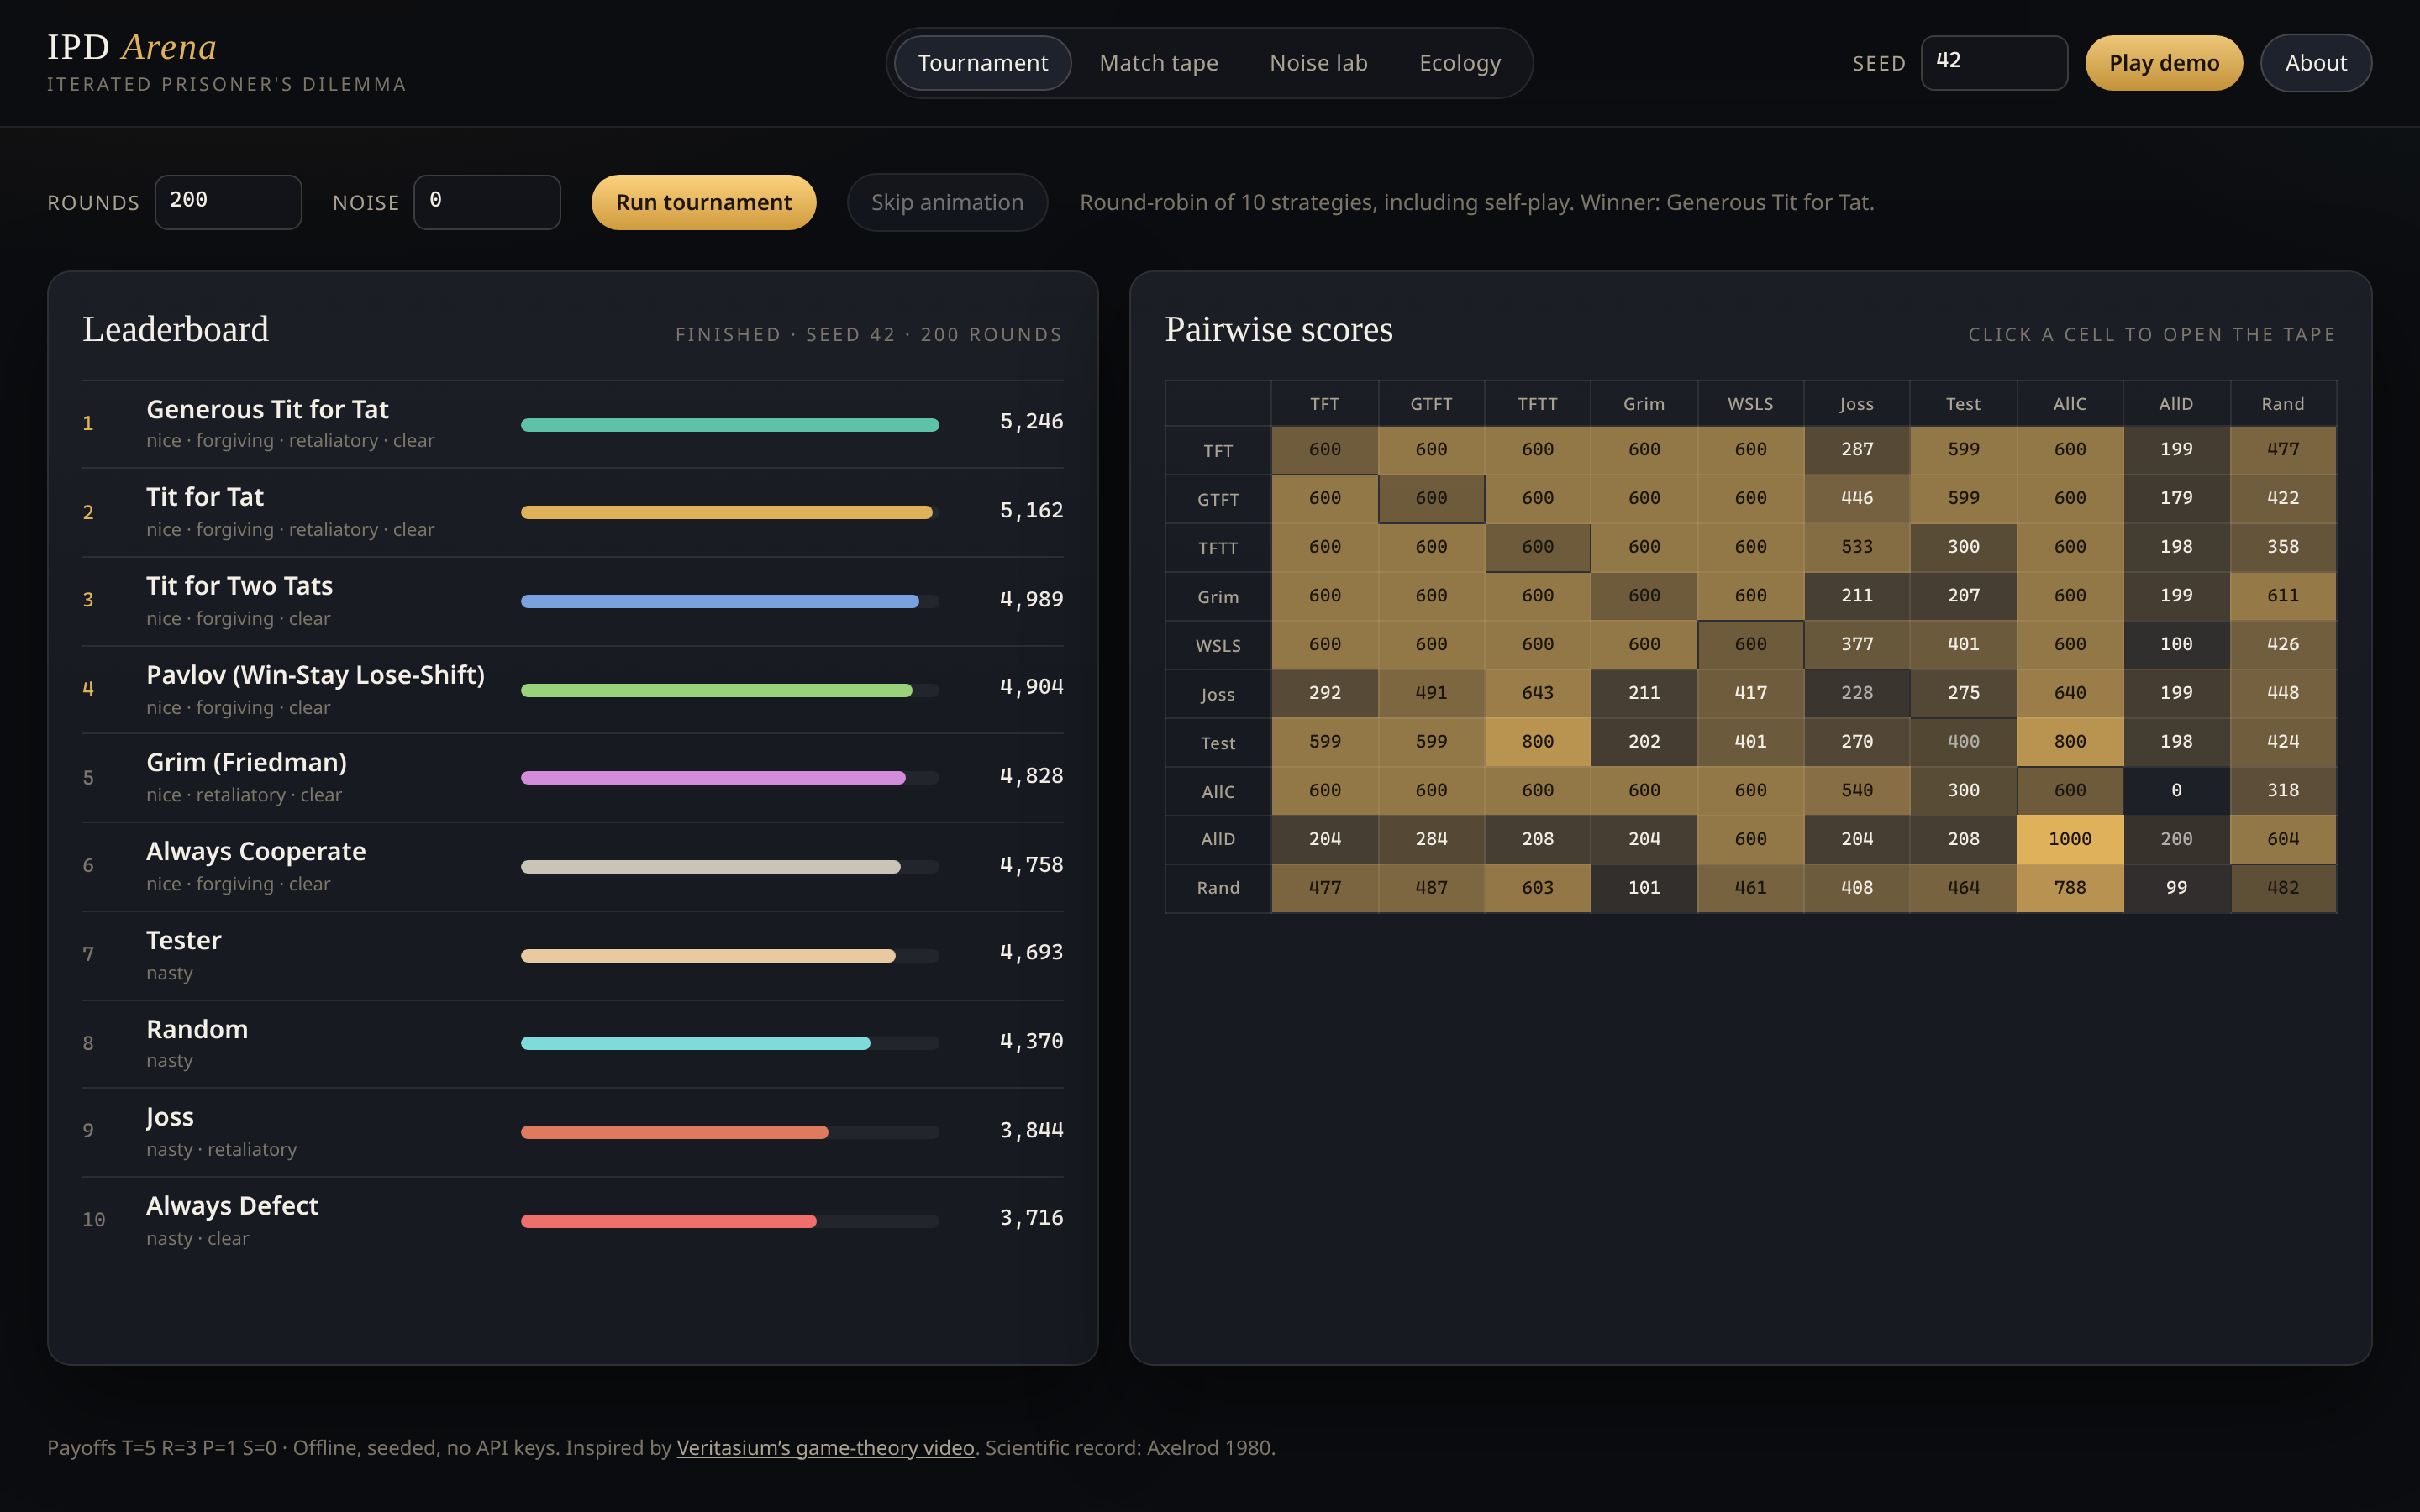 IPD Arena
ITERATED PRISONER'S DILEMMA
Tournament Match tape Noise lab Ecology
SEED 42 Play demo About
ROUNDS 200 NOISE 0 Run tournament Skip animation Round-robin of 10 strategies, including self-play. Winner: Generous Tit for Tat.
Leaderboard FINISHED · SEED 42 · 200 ROUNDS
1 Generous Tit for Tat 5,246
nice · forgiving · retaliatory · clear
2 Tit for Tat 5,162
nice · forgiving · retaliatory · clear
3 Tit for Two Tats 4,989
nice · forgiving · clear
4 Pavlov (Win-Stay Lose-Shift) 4,904
nice · forgiving · clear
5 Grim (Friedman) 4,828
nice · retaliatory · clear
6 Always Cooperate 4,758
nice · forgiving · clear
7 Tester 4,693
nasty
8 Random 4,370
nasty
9 Joss 3,844
nasty · retaliatory
10 Always Defect 3,716
nasty · clear
Pairwise scores CLICK A CELL TO OPEN THE TAPE
TFT GTFT TFTT Grim WSLS Joss Test AllC AllD Rand
TFT 600 600 600 600 600 287 599 600 199 477
GTFT 600 600 600 600 600 446 599 600 179 422
TFTT 600 600 600 600 600 533 300 600 198 358
Grim 600 600 600 600 600 211 207 600 199 611
WSLS 600 600 600 600 600 377 401 600 100 426
Joss 292 491 643 211 417 228 275 640 199 448
Test 599 599 800 202 401 270 400 800 198 424
AllC 600 600 600 600 600 540 300 600 0 318
AllD 204 284 208 204 600 204 208 1000 200 604
Rand 477 487 603 101 461 408 464 788 99 482
Payoffs T=5 R=3 P=1 S=0 · Offline, seeded, no API keys. Inspired by Veritasium’s game-theory video. Scientific record: Axelrod 1980.